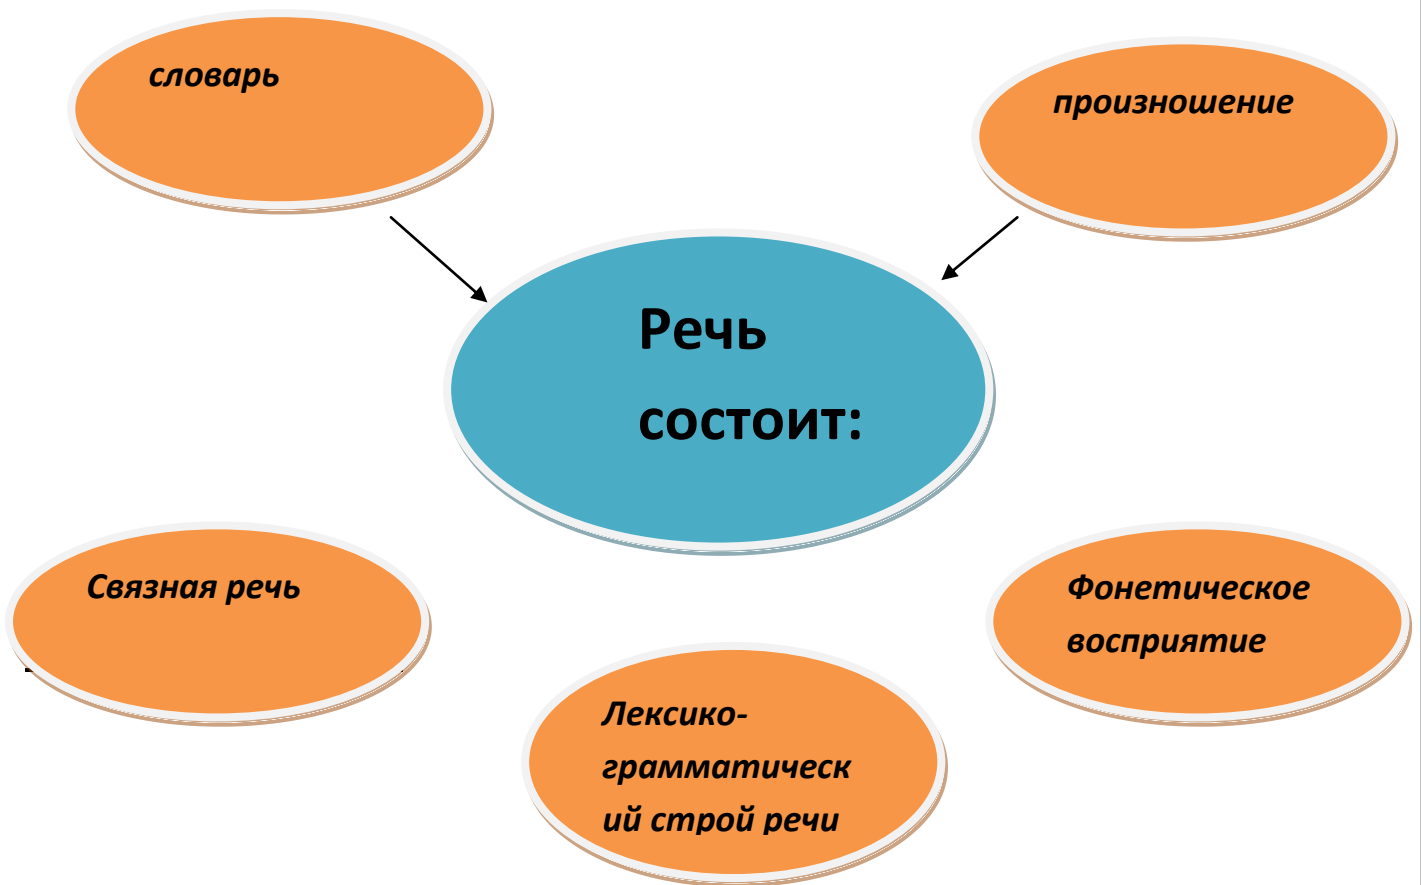 словарь
произношение
Речь
состоит:
Связная речь
Фонетическое
восприятие
Лексико-
грамматическ
ий строй речи